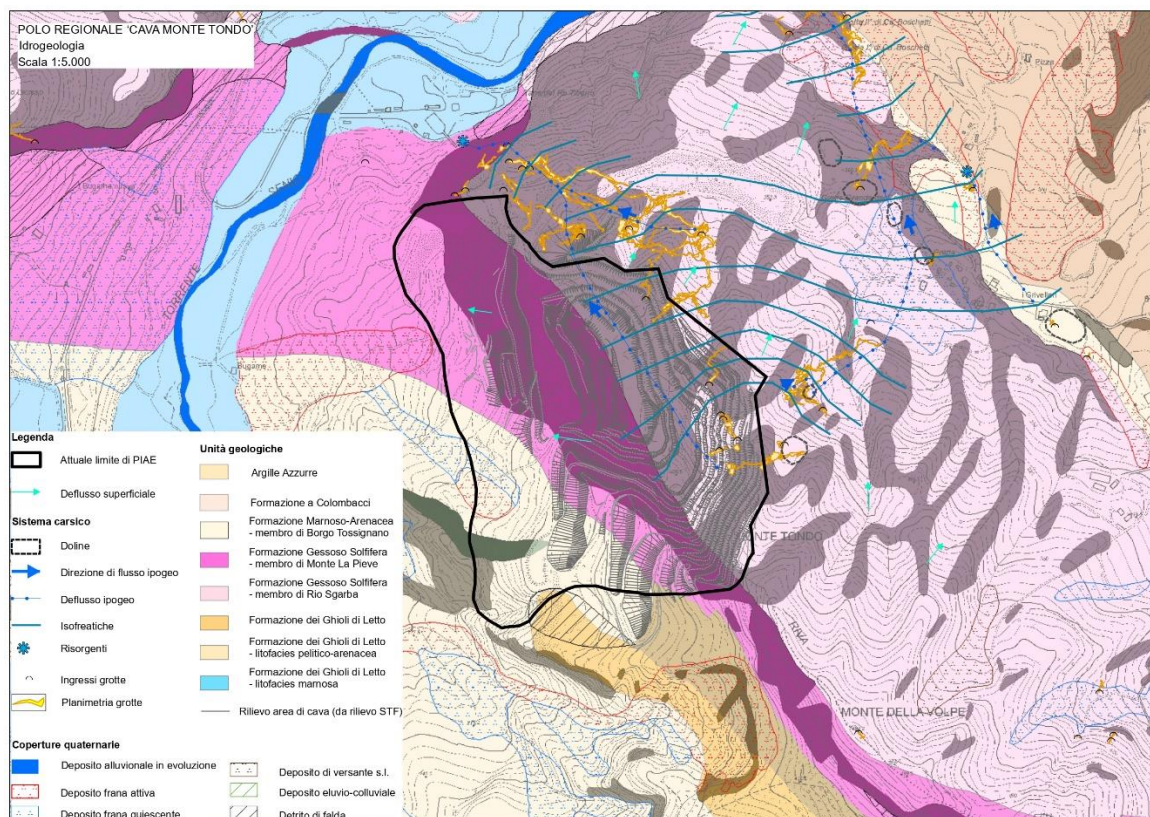 POLO REGIONALE 'CAVA MONTE TONDO'
Idrogeologia
Scala 1:5.000
Pizze
SENIO
TORRENTE
I Crivellari
MONTE TONDO
RIVA
MONTE DELLA VOLPE
Legenda
Attuale limite di PIAE
Deflusso superficiale
Sistema carsico
Doline
Direzione di flusso ipogeo
Deflusso ipogeo
Isofreatiche
Risorgenti
Ingressi grotte
Planimetria grotte
Unità geologiche
Argille Azzurre
Formazione a Colombacci
Formazione Marnoso-Arenacea
- membro di Borgo Tossignano
Formazione Gessoso Solfifera
- membro di Monte La Pieve
Formazione Gessoso Solfifera
- membro di Rio Sgarba
Formazione dei Ghioli di Letto
Formazione dei Ghioli di Letto
- litofacies pelitico-arenacea
Formazione dei Ghioli di Letto
- litofacies marnosa
Rilievo area di cava (da rilievo STF)
Coperture quaternarie
Deposito alluvionale in evoluzione
Deposito frana attiva
Deposito frana quiescente
Deposito di versante s.l.
Deposito eluvio-colluviale
Detrito di falda